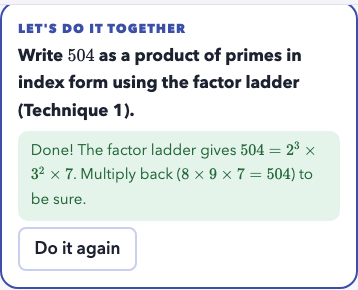 LET'S DO IT TOGETHER
Write 504 as a product of primes in
index form using the factor ladder
(Technique 1).
Done! The factor ladder gives 504 = 2³ ×
3² × 7. Multiply back (8 × 9 × 7 = 504) to
be sure.
Do it again